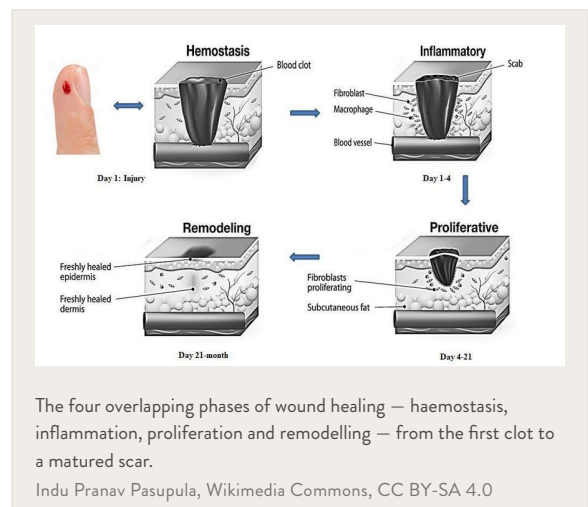 Hemostasis
Blood clot
Day 1: Injury
Inflammatory
Scab
Fibroblast
Macrophage
Blood vessel
Day 1-4
Remodeling
Freshly healed
epidermis
Freshly healed
dermis
Day 21-month
Proliferative
Fibroblasts
proliferating
Subcutaneous fat
Day 4-21
The four overlapping phases of wound healing — haemostasis,
inflammation, proliferation and remodelling — from the first clot to
a matured scar.
Indu Pranav Pasupula, Wikimedia Commons, CC BY-SA 4.0